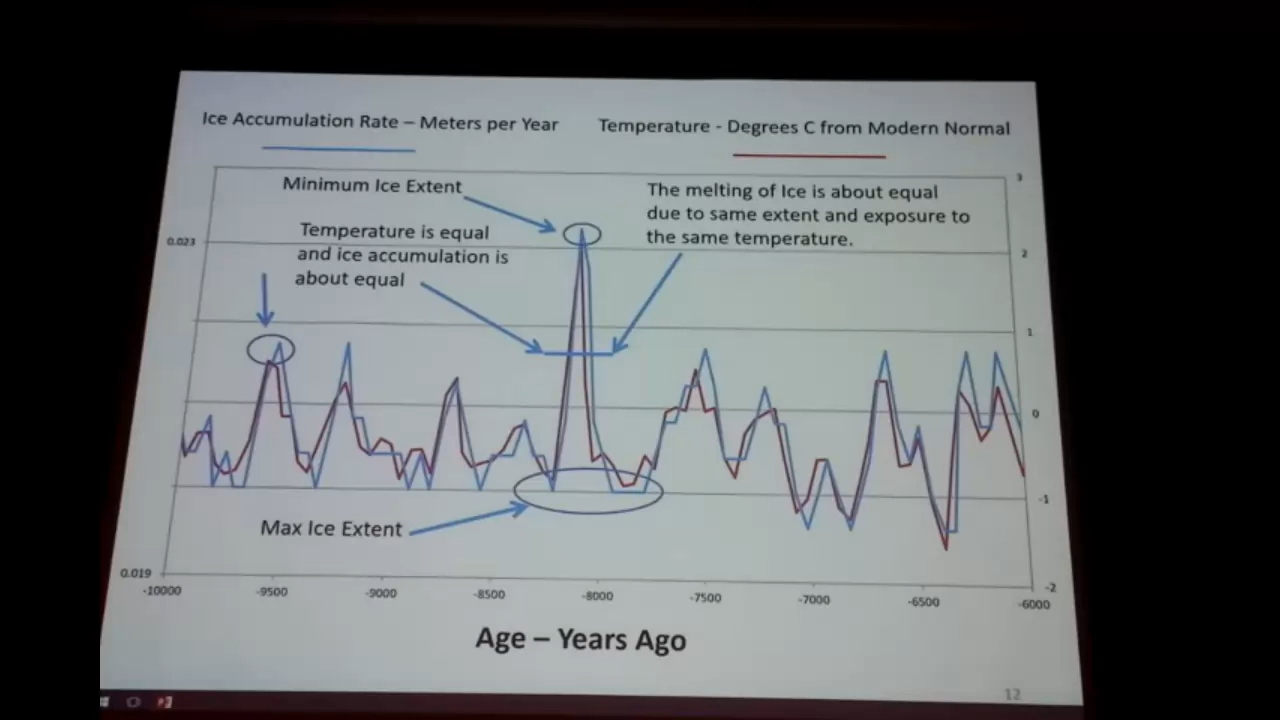 Ice Accumulation Rate – Meters per Year
Temperature - Degrees C from Modern Normal
Minimum Ice Extent
Temperature is equal
and ice accumulation is
about equal
The melting of Ice is about equal
due to same extent and exposure to
the same temperature.
Max Ice Extent
0.023
0.019
3
2
1
0
-1
-2
-10000
-9500
-9000
-8500
-8000
-7500
-7000
-6500
-6000
Age – Years Ago
12